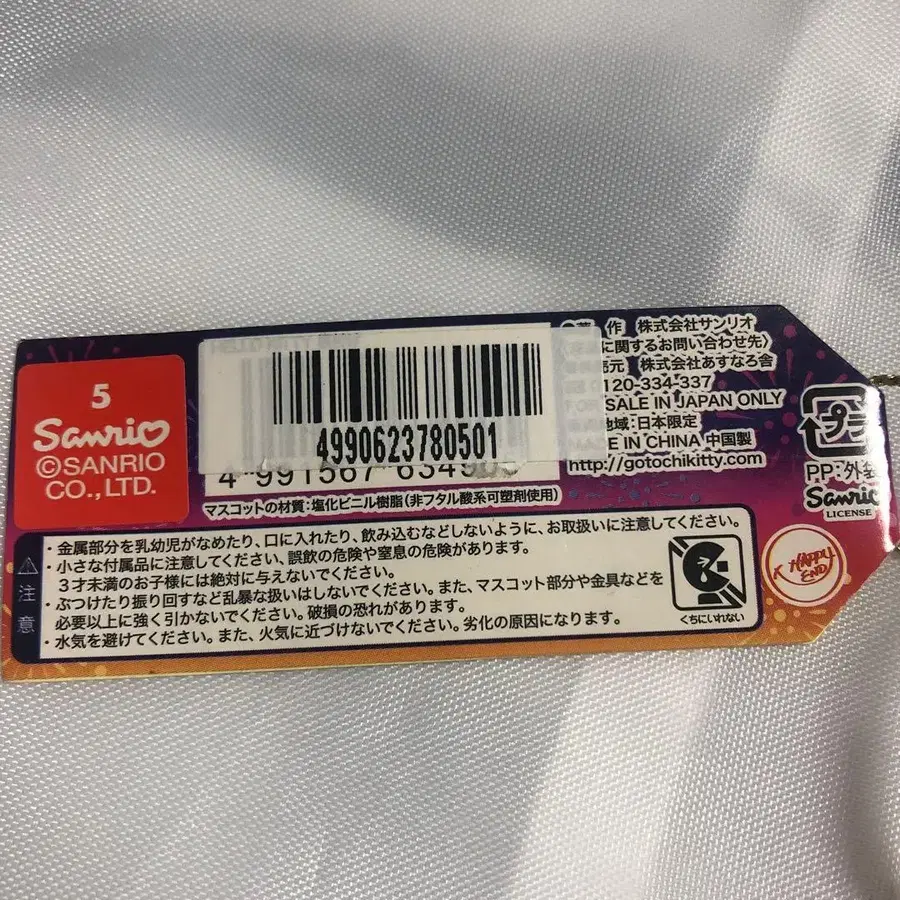 5
Sanrio
©SANRIO
CO., LTD.
4990623780501
4 991567 634
マスコットの材質:塩化ビニル樹脂(非フタル酸系可塑剤使用)
作 株式会社サンリオ
に関するお問い合わせ先〉
売元 株式会社あすなろ舎
120-334-337
SALE IN JAPAN ONLY
地域:日本限定
E IN CHINA 中国製
http://gotochikitty.com
プラ
PP:外袋
Sanrio
LICENSE
⚠注意
・金属部分を乳幼児がなめたり、口に入れたり、飲み込むなどしないように、お取扱いに注意してください。
・小さな付属品に注意してください。誤飲の危険や窒息の危険があります。
3才未満のお子様には絶対に与えないでください。
・ぶつけたり振り回すなど乱暴な扱いはしないでください。また、マスコット部分や金具などを
必要以上に強く引かないでください。破損の恐れがあります。
・水気を避けてください。また、火気に近づけないでください。劣化の原因になります。
くちにいれない
HAPPY
END